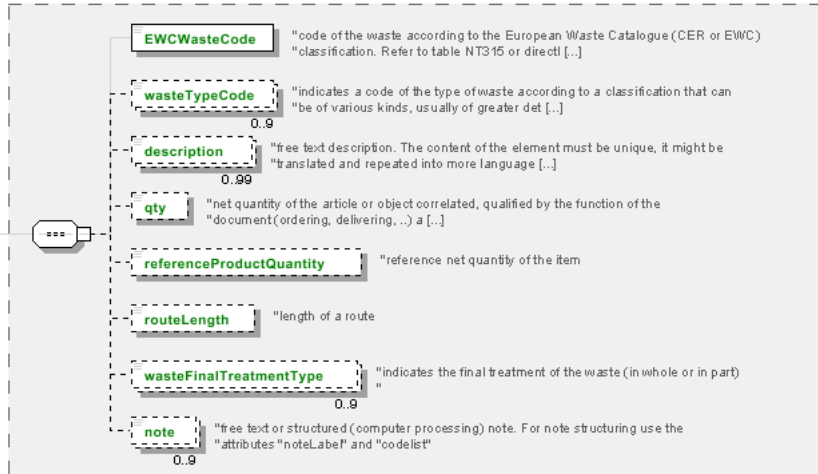 EWCWasteCode
"code of the waste according to the European Waste Catalogue (CER or EWC)
"classification. Refer to table NT315 or directl [...]
wasteTypeCode
"indicates a code of the type of waste according to a classification that can
"be of various kinds, usually of greater det [...]
0..9
description
"free text description. The content of the element must be unique, it might be
"translated and repeated into more language [...]
0..99
qty
"net quantity of the article or object correlated, qualified by the function of the
"document (ordering, delivering, ..) a [...]
referenceProductQuantity
"reference net quantity of the item
routeLength
"length of a route
wasteFinalTreatmentType
"indicates the final treatment of the waste (in whole or in part)
"
0..9
note
"free text or structured (computer processing) note. For note structuring use the
"attributes "noteLabel" and "codelist"
0..9